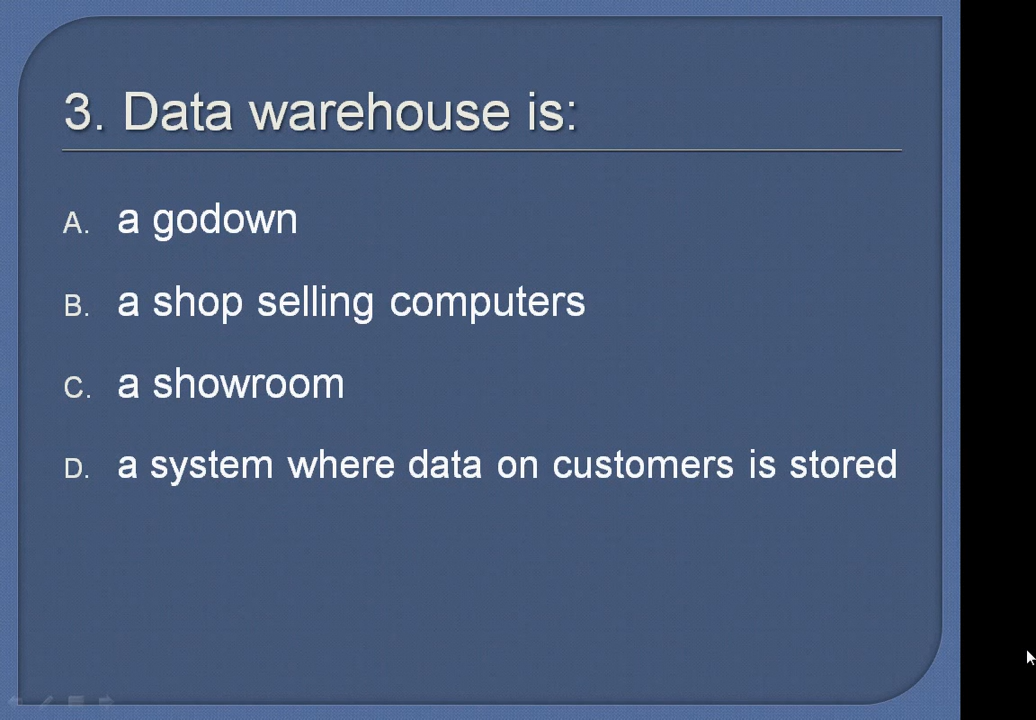 3. Data warehouse is:
A. a godown
B. a shop selling computers
C. a showroom
D. a system where data on customers is stored